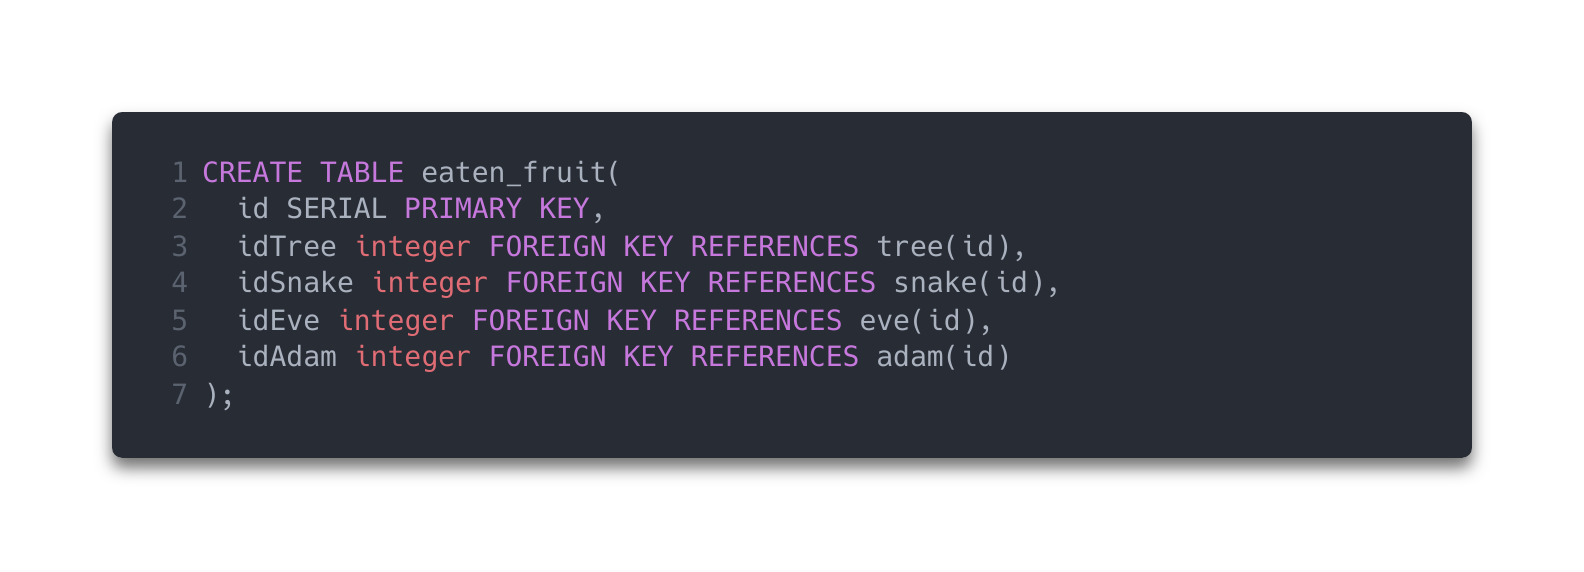 1 CREATE TABLE eaten_fruit(
2 id SERIAL PRIMARY KEY,
3 idTree integer FOREIGN KEY REFERENCES tree(id),
4 idSnake integer FOREIGN KEY REFERENCES snake(id),
5 idEve integer FOREIGN KEY REFERENCES eve(id),
6 idAdam integer FOREIGN KEY REFERENCES adam(id)
7 );